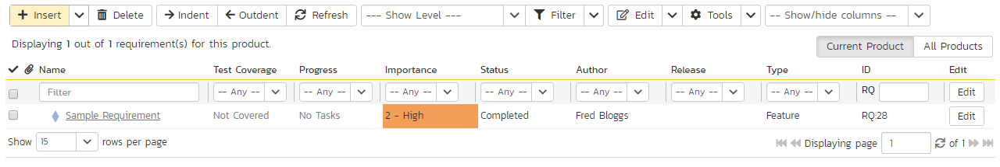 Insert Delete Indent Outdent Refresh --- Show Level --- Filter Edit Tools -- Show/hide columns --
Displaying 1 out of 1 requirement(s) for this product.
Current Product All Products
Name Test Coverage Progress Importance Status Author Release Type ID Edit
Filter -- Any -- -- Any -- -- Any -- -- Any -- -- Any -- -- Any -- -- Any -- RQ Edit
Sample Requirement Not Covered No Tasks 2 - High Completed Fred Bloggs Feature RQ:28 Edit
Show 15 rows per page Displaying page 1 of 1